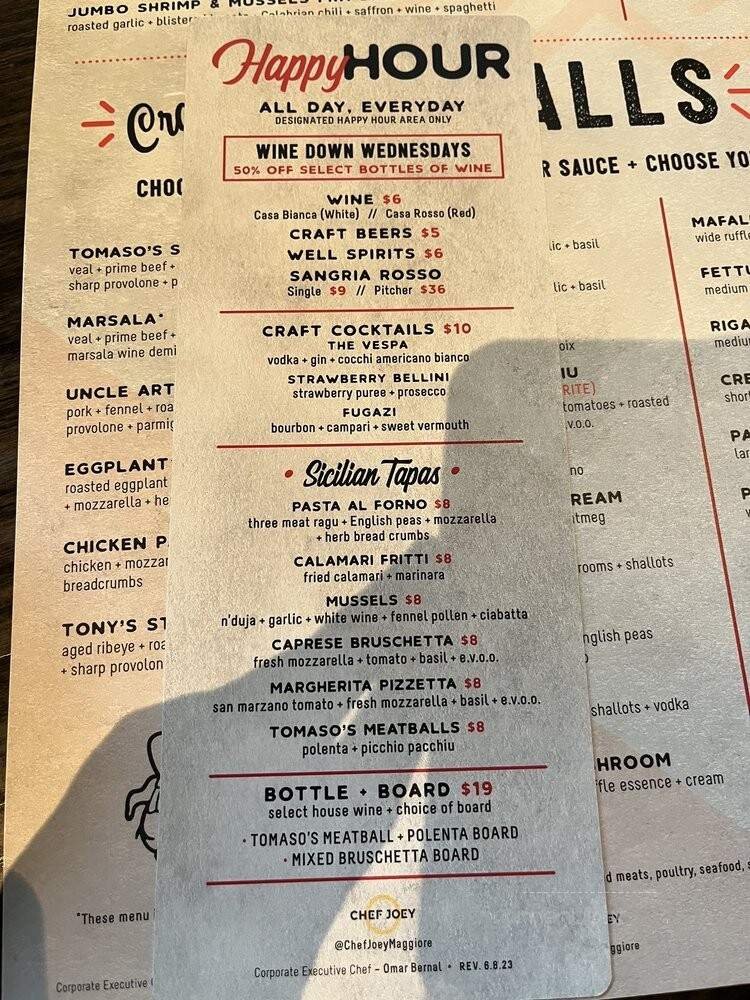 JUMBO SHRIMP & MUSSELS
roasted garlic + Calabrian chili + saffron + wine + spaghetti
Happy HOUR
ALL DAY, EVERYDAY
DESIGNATED HAPPY HOUR AREA ONLY
WINE DOWN WEDNESDAYS
50% OFF SELECT BOTTLES OF WINE
WINE $6
Casa Bianca (White) // Casa Rosso (Red)
CRAFT BEERS $5
WELL SPIRITS $6
SANGRIA ROSSO
Single $9 // Pitcher $36
CRAFT COCKTAILS $10
THE VESPA
vodka + gin + cocchi americano bianco
STRAWBERRY BELLINI
strawberry puree + prosecco
FUGAZI
bourbon + campari + sweet vermouth
• Sicilian Tapas •
PASTA AL FORNO $8
three meat ragu + English peas + mozzarella
+ herb bread crumbs
CALAMARI FRITTI $8
fried calamari + marinara
MUSSELS $8
n'duja + garlic + white wine + fennel pollen + ciabatta
CAPRESE BRUSCHETTA $8
fresh mozzarella + tomato + basil + e.v.o.o.
MARGHERITA PIZZETTA $8
san marzano tomato + fresh mozzarella + basil + e.v.o.o.
TOMASO'S MEATBALLS $8
polenta + picchio pacchiu
BOTTLE + BOARD $19
select house wine + choice of board
• TOMASO'S MEATBALL + POLENTA BOARD
• MIXED BRUSCHETTA BOARD
CHEF JOEY
@ChefJoeyMaggiore
Corporate Executive Chef - Omar Bernal • REV. 6.8.23
TOMASO'S S
veal + prime beef +
sharp provolone + p
MARSALA*
veal + prime beef +
marsala wine demi
UNCLE ART
pork + fennel + roa
provolone + parmig
EGGPLANT
roasted eggplant
+ mozzarella + he
CHICKEN P
chicken + mozzar
breadcrumbs
TONY'S ST
aged ribeye + roa
+ sharp provolon
*These menu
Corporate Executive
ALLS
R SAUCE + CHOOSE YO
lic + basil
lic + basil
oix
IU
RITE)
tomatoes + roasted
v.o.o.
no
REAM
tmeg
rooms + shallots
nglish peas
shallots + vodka
HROOM
ffle essence + cream
d meats, poultry, seafood, s
EY
ggiore
MAFAL
wide ruffle
FETTU
medium
RIGA
mediu
CRE
short
PA
lar
P